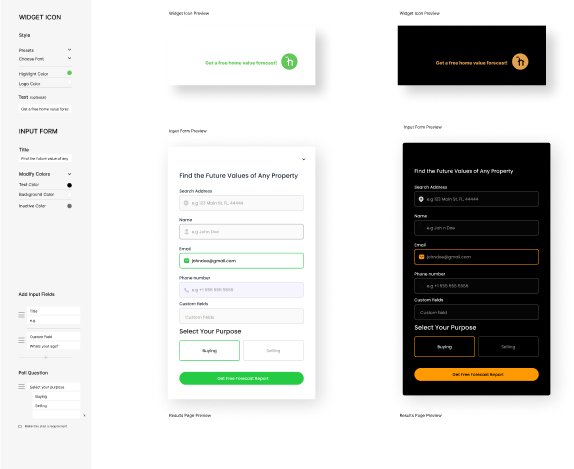 WIDGET ICON
Style
Presets
Choose Font
Highlight Color
Logo Color
Text (optional)
Get a free home value forec
INPUT FORM
Title
Find the future value of any
Modify Colors
Text Color
Background Color
Inactive Color
Add Input Fields
Title
e.g
Custom Field
Whats your age?
Poll Question
Select your purpose
Buying
Selling
Widget Icon Preview
Get a free home value forecast!
Input Form Preview
Find the Future Values of Any Property
Search Address
e.g 123 Main St, FL, 44444
Name
e.g John Doe
Email
johndoe@gmail.com
Phone number
e.g +1 555 555 5555
Custom fields
Custom Fields
Select Your Purpose
Buying
Selling
Get Free Forecast Report
Results Page Preview
Widget Icon Preview
Get a free home value forecast!
Input Form Preview
Find the Future Values of Any Property
Search Address
e.g 123 Main St, FL, 44444
Name
e.g John Doe
Email
johndoe@gmail.com
Phone number
e.g +1 555 555 5555
Custom fields
Custom Field
Select Your Purpose
Buying
Selling
Get Free Forecast Report
Results Page Preview